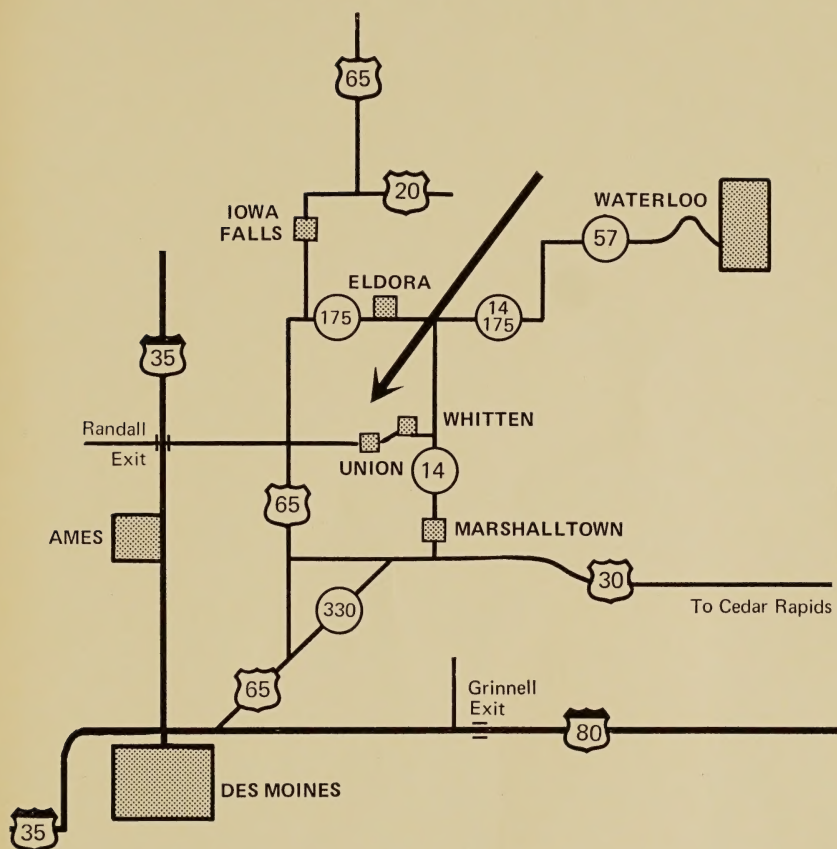 65
20
IOWA
FALLS
WATERLOO
57
ELDORA
175
14
175
35
WHITTEN
Randall
Exit
UNION
14
65
AMES
MARSHALLTOWN
30
To Cedar Rapids
330
65
Grinnell
Exit
80
DES MOINES
35